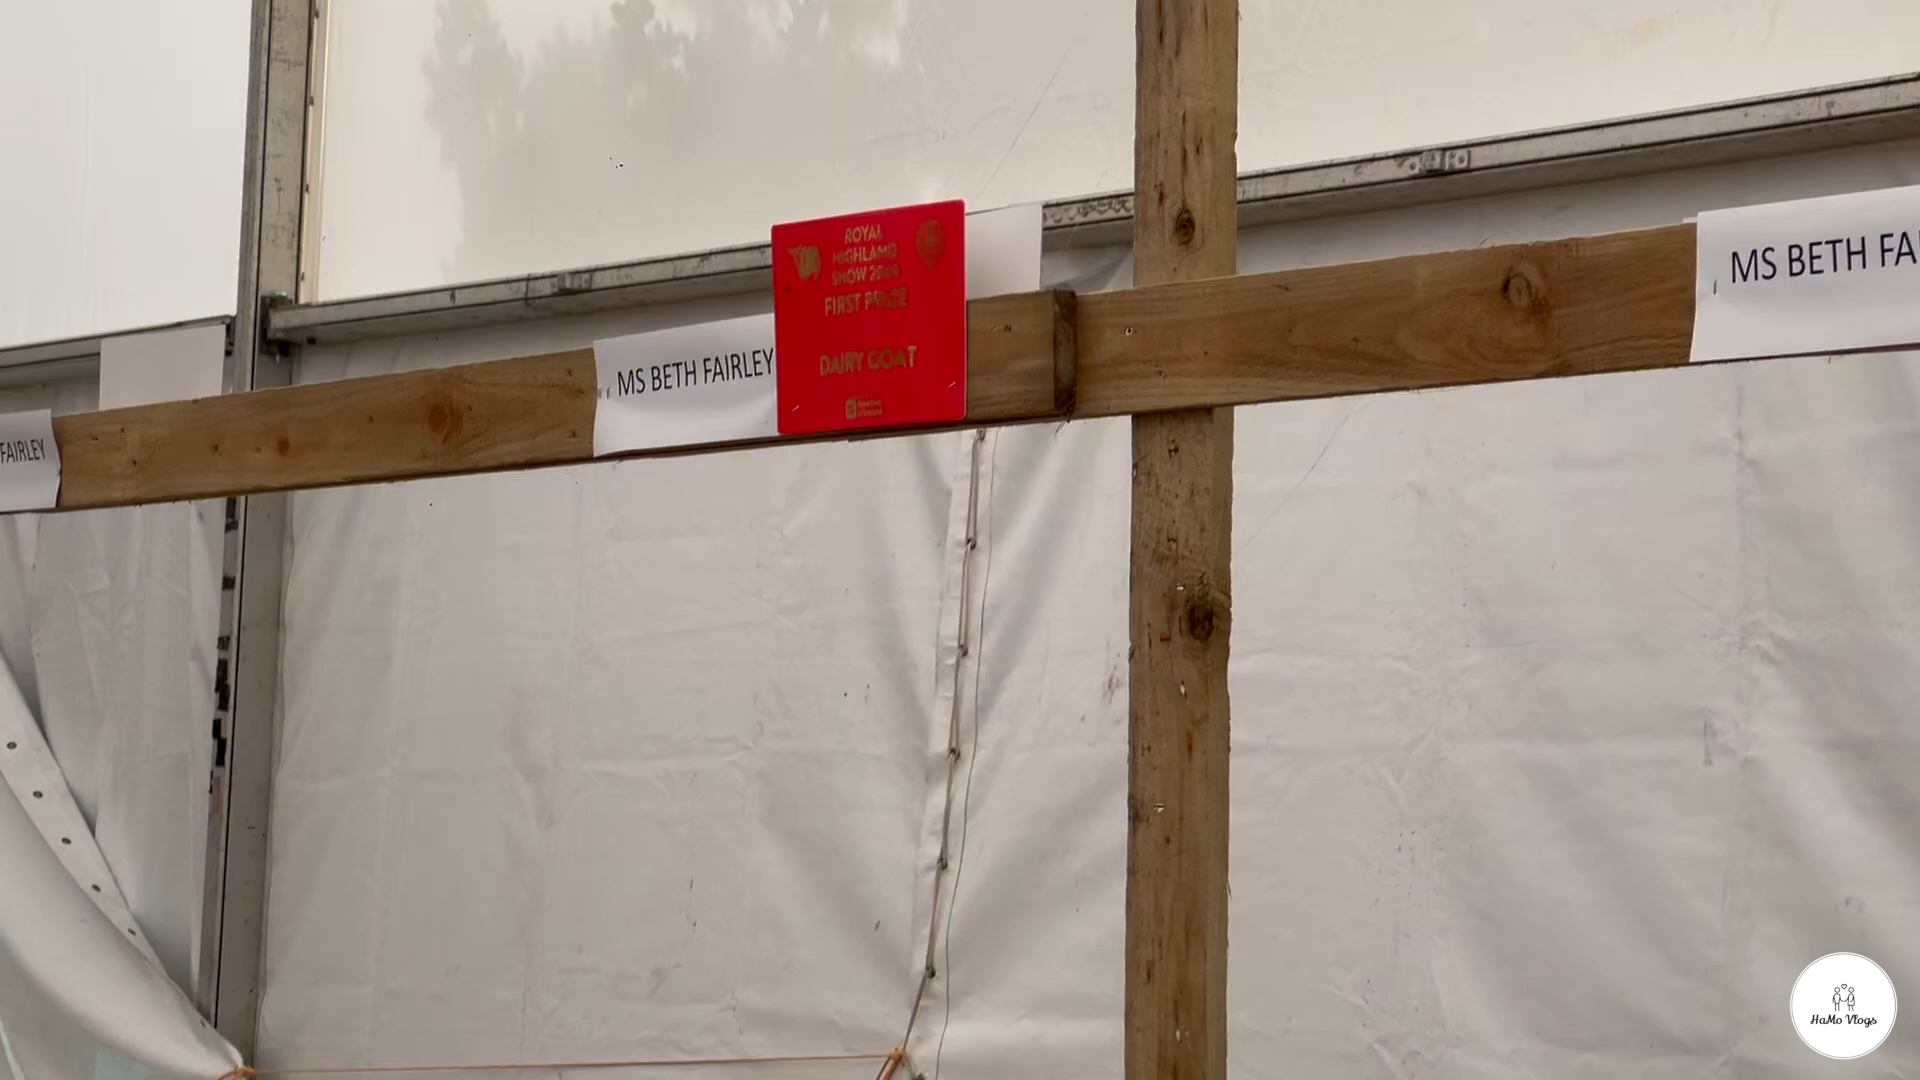 ROYAL
HIGHLAND
SHOW
FIRST PRIZE
DAIRY GOAT
FAIRLEY
MS BETH FAIRLEY
MS BETH FA
HaMo Vlogs